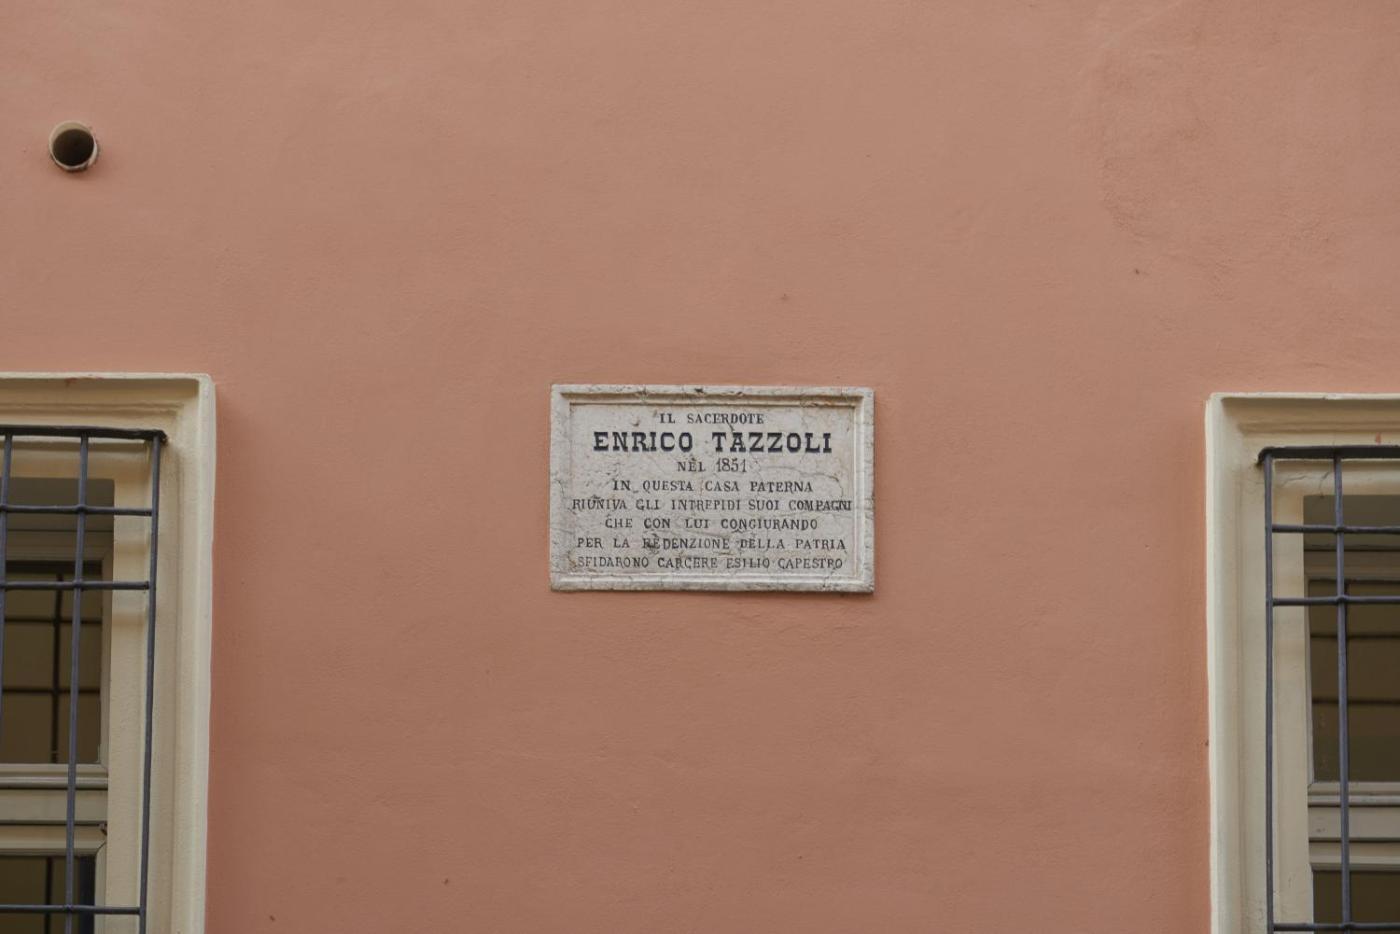 IL SACERDOTE
ENRICO TAZZOLI
NEL 1851
IN QUESTA CASA PATERNA
RIUNIVA GLI INTREPIDI SUOI COMPAGNI
CHE CON LUI CONGIURANDO
PER LA REDENZIONE DELLA PATRIA
SFIDARONO CARCERE ESILIO CAPESTRO